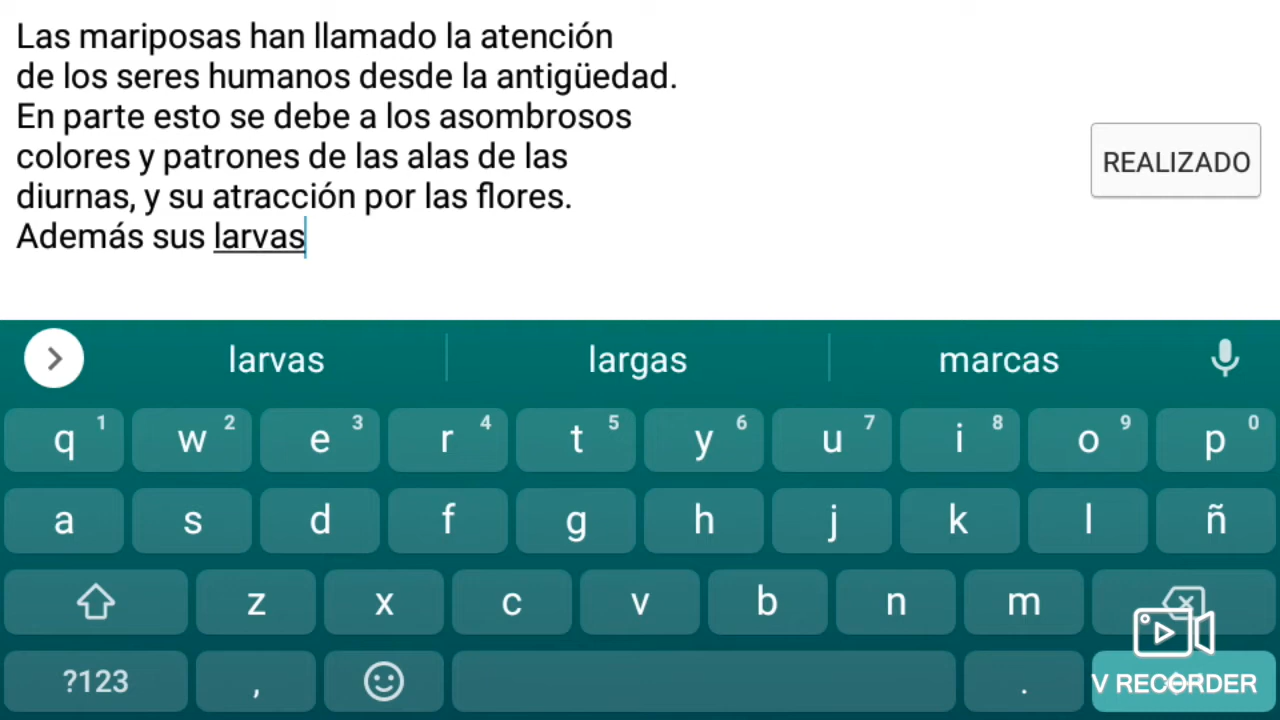 Las mariposas han llamado la atención
de los seres humanos desde la antigüedad.
En parte esto se debe a los asombrosos
colores y patrones de las alas de las
diurnas, y su atracción por las flores.
Además sus larvas
REALIZADO
larvas largas marcas
q 1 w 2 e 3 r 4 t 5 y 6 u 7 i 8 o 9 p 0
a s d f g h j k l ñ
z x c v b n m
?123 , .
V RECORDER